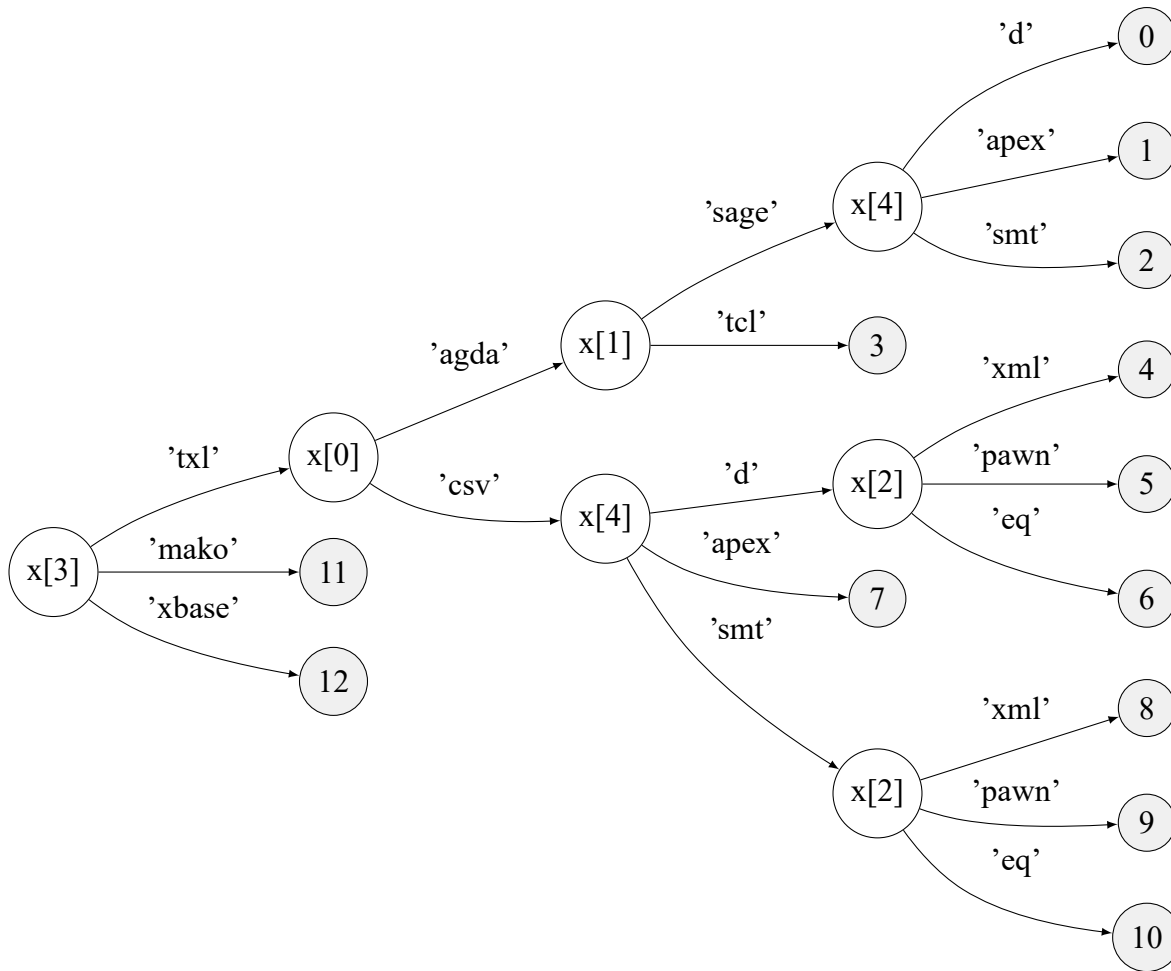 ’d’
0
’apex’
1
x[4]
’sage’
’smt’
2
’tcl’
x[1]
3
’agda’
’xml’
4
’txl’
x[0]
’csv’
’d’
x[2]
’pawn’
5
x[4]
’eq’
’mako’
’apex’
x[3]
11
7
6
’xbase’
’smt’
12
’xml’
8
x[2]
’pawn’
9
’eq’
10